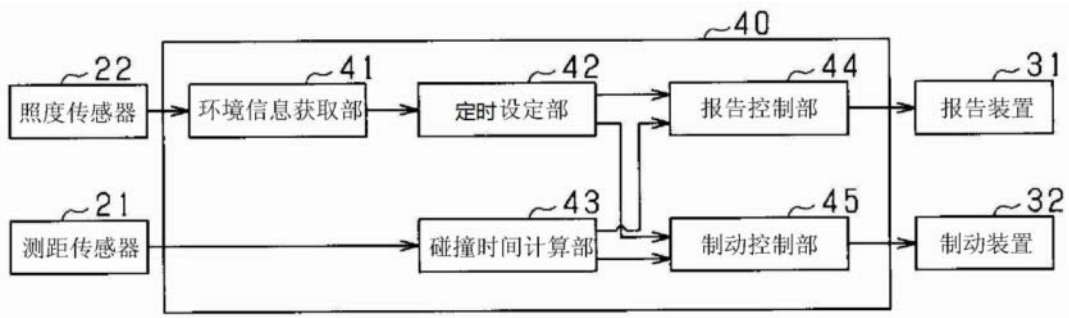 40
22
41
42
44
31
照度传感器
环境信息获取部
定时设定部
报告控制部
报告装置
21
43
45
32
测距传感器
碰撞时间计算部
制动控制部
制动装置